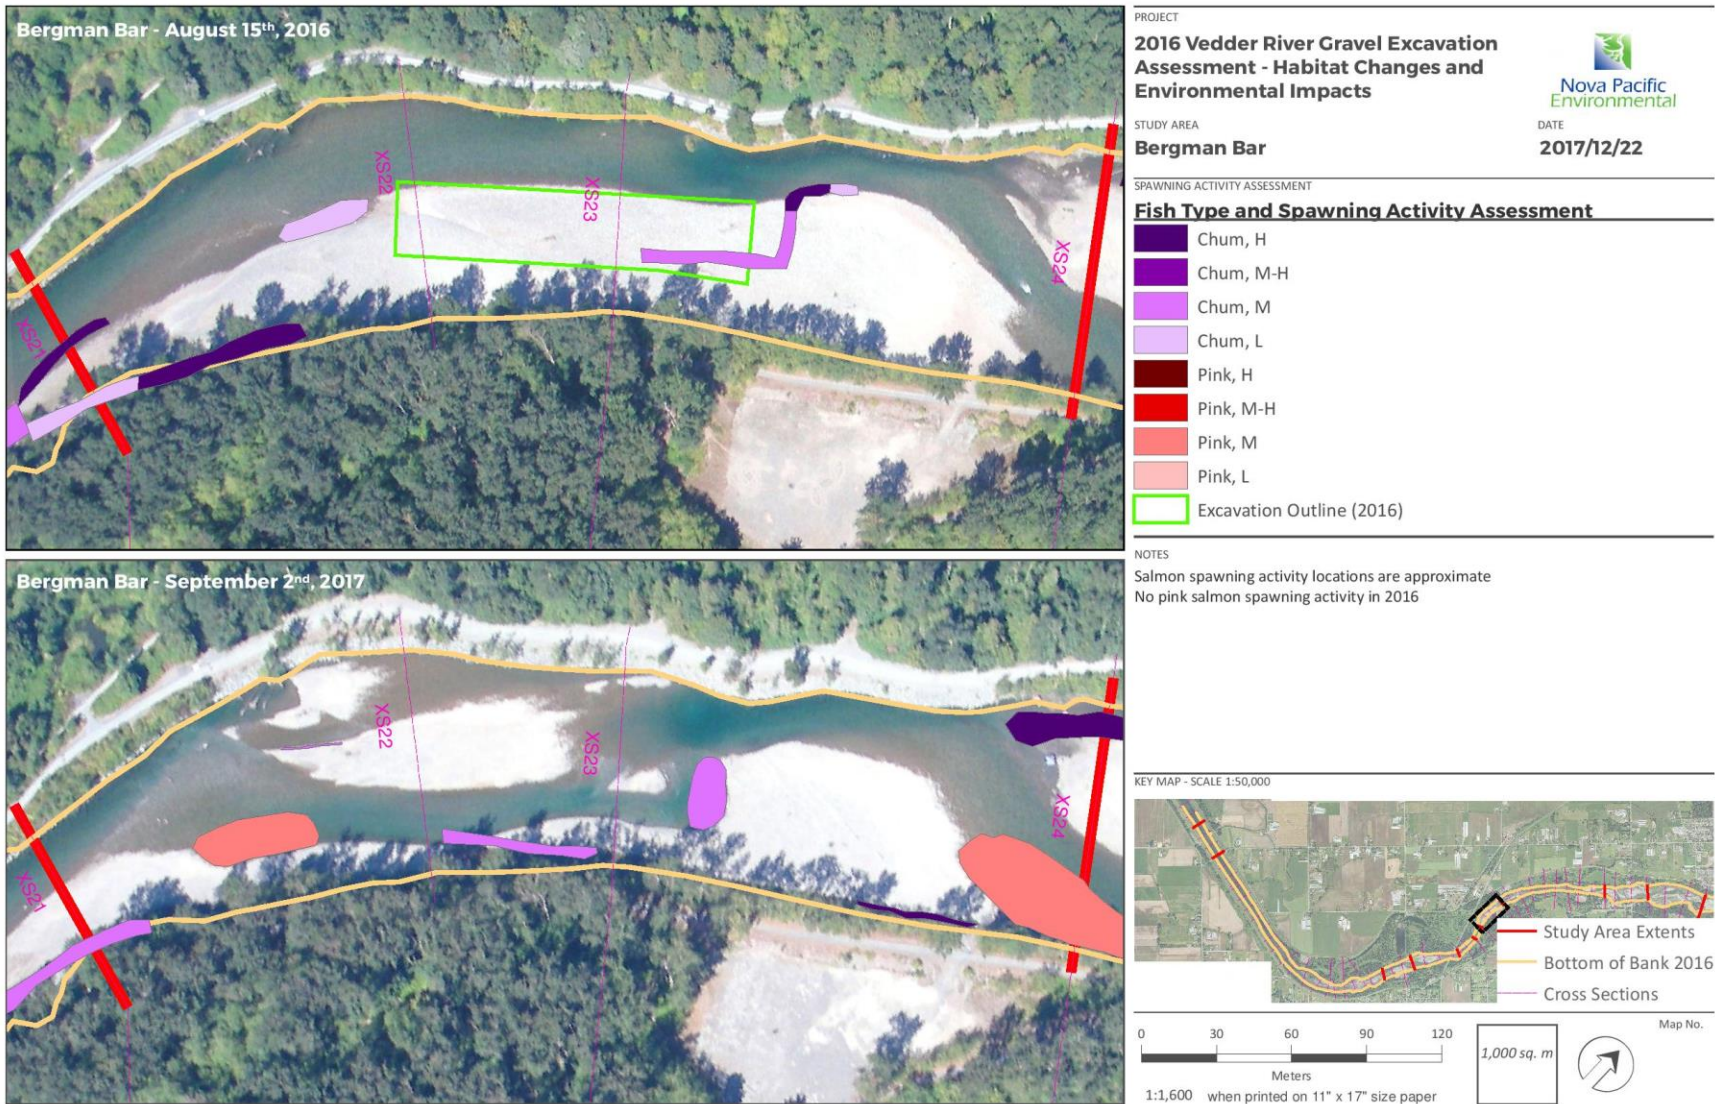 Bergman Bar - August 15th, 2016
XS22
XS23
XS24
XS21
Bergman Bar - September 2nd, 2017
XS22
XS23
XS24
XS21
PROJECT
2016 Vedder River Gravel Excavation
Assessment - Habitat Changes and
Environmental Impacts
Nova Pacific
Environmental
STUDY AREA
Bergman Bar
DATE
2017/12/22
SPAWNING ACTIVITY ASSESSMENT
Fish Type and Spawning Activity Assessment
Chum, H
Chum, M-H
Chum, M
Chum, L
Pink, H
Pink, M-H
Pink, M
Pink, L
Excavation Outline (2016)
NOTES
Salmon spawning activity locations are approximate
No pink salmon spawning activity in 2016
KEY MAP - SCALE 1:50,000
Study Area Extents
Bottom of Bank 2016
Cross Sections
0 30 60 90 120
Meters
1:1,600 when printed on 11" x 17" size paper
1,000 sq. m
Map No.